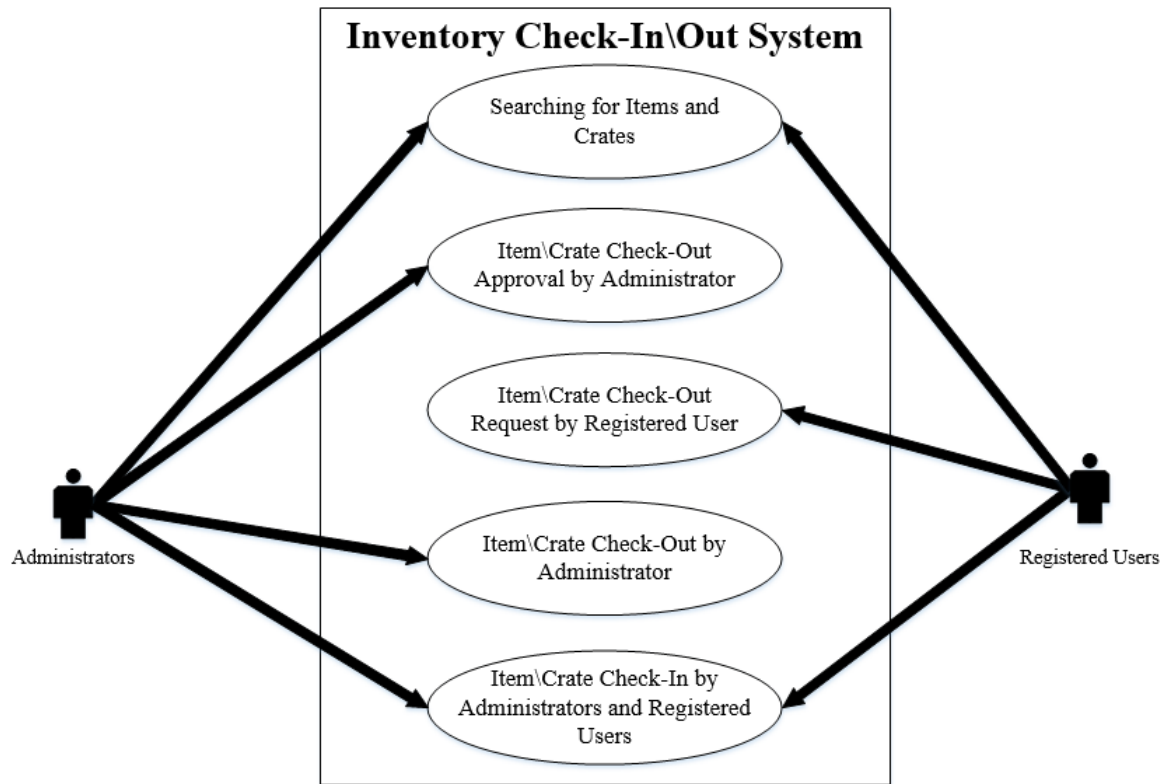 Inventory Check-In\Out System
Searching for Items and
Crates
Item\Crate Check-Out
Approval by Administrator
Item\Crate Check-Out
Request by Registered User
Item\Crate Check-Out by
Administrator
Item\Crate Check-In by
Administrators and Registered
Users
Administrators
Registered Users